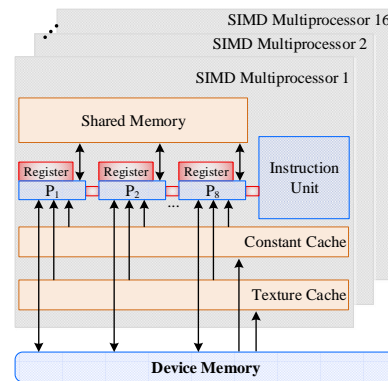 SIMD Multiprocessor 16
SIMD Multiprocessor 2
SIMD Multiprocessor 1
Shared Memory
Register Register Register
P1 P2 ... P8
Instruction
Unit
Constant Cache
Texture Cache
Device Memory